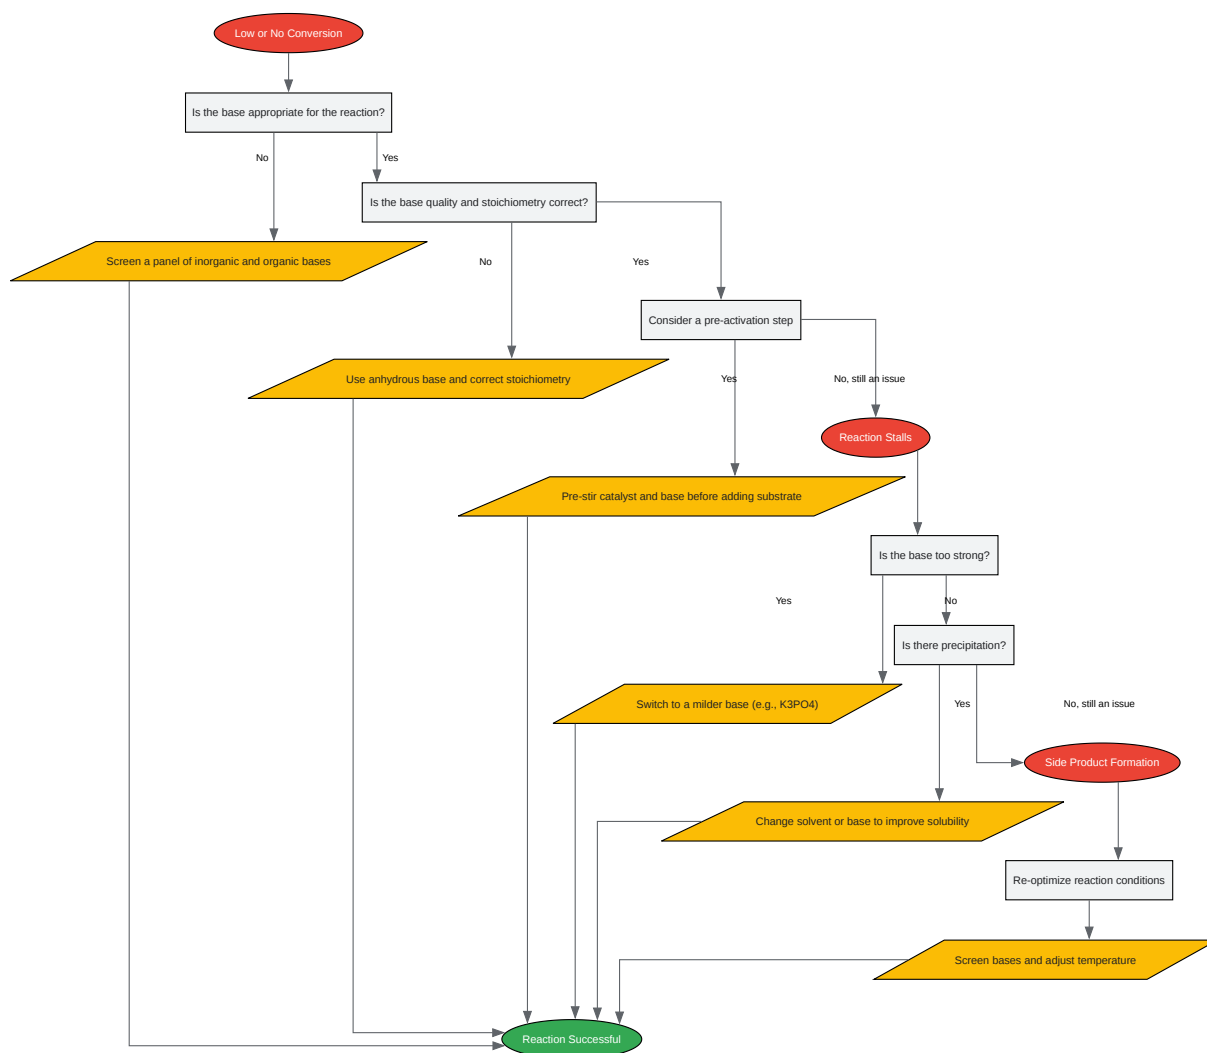 Low or No Conversion
Is the base appropriate for the reaction?
No
Yes
Is the base quality and stoichiometry correct?
Screen a panel of inorganic and organic bases
No
Yes
Consider a pre-activation step
Use anhydrous base and correct stoichiometry
Yes
No, still an issue
Reaction Stalls
Pre-stir catalyst and base before adding substrate
Is the base too strong?
Yes
No
Is there precipitation?
Switch to a milder base (e.g., K3PO4)
Yes
No, still an issue
Side Product Formation
Change solvent or base to improve solubility
Re-optimize reaction conditions
Screen bases and adjust temperature
Reaction Successful